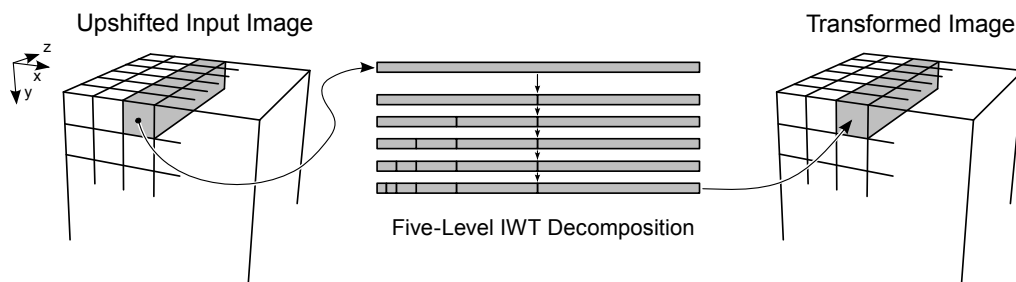 Upshifted Input Image
Transformed Image
z
x
y
Five-Level IWT Decomposition